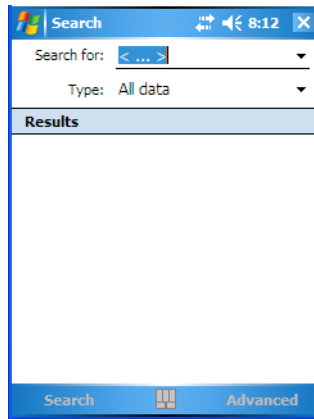 Search 8:12
Search for: < ... >
Type: All data
Results
Search Advanced